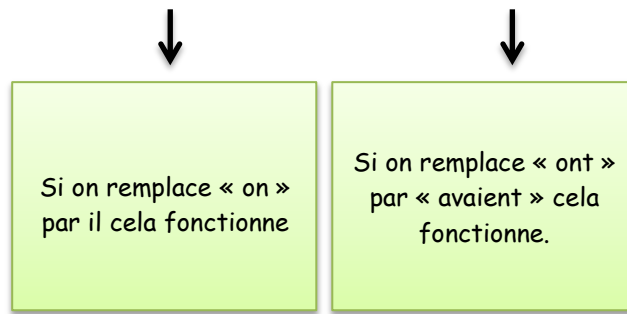 Si on remplace « on »
par il cela fonctionne
Si on remplace « ont »
par « avaient » cela
fonctionne.